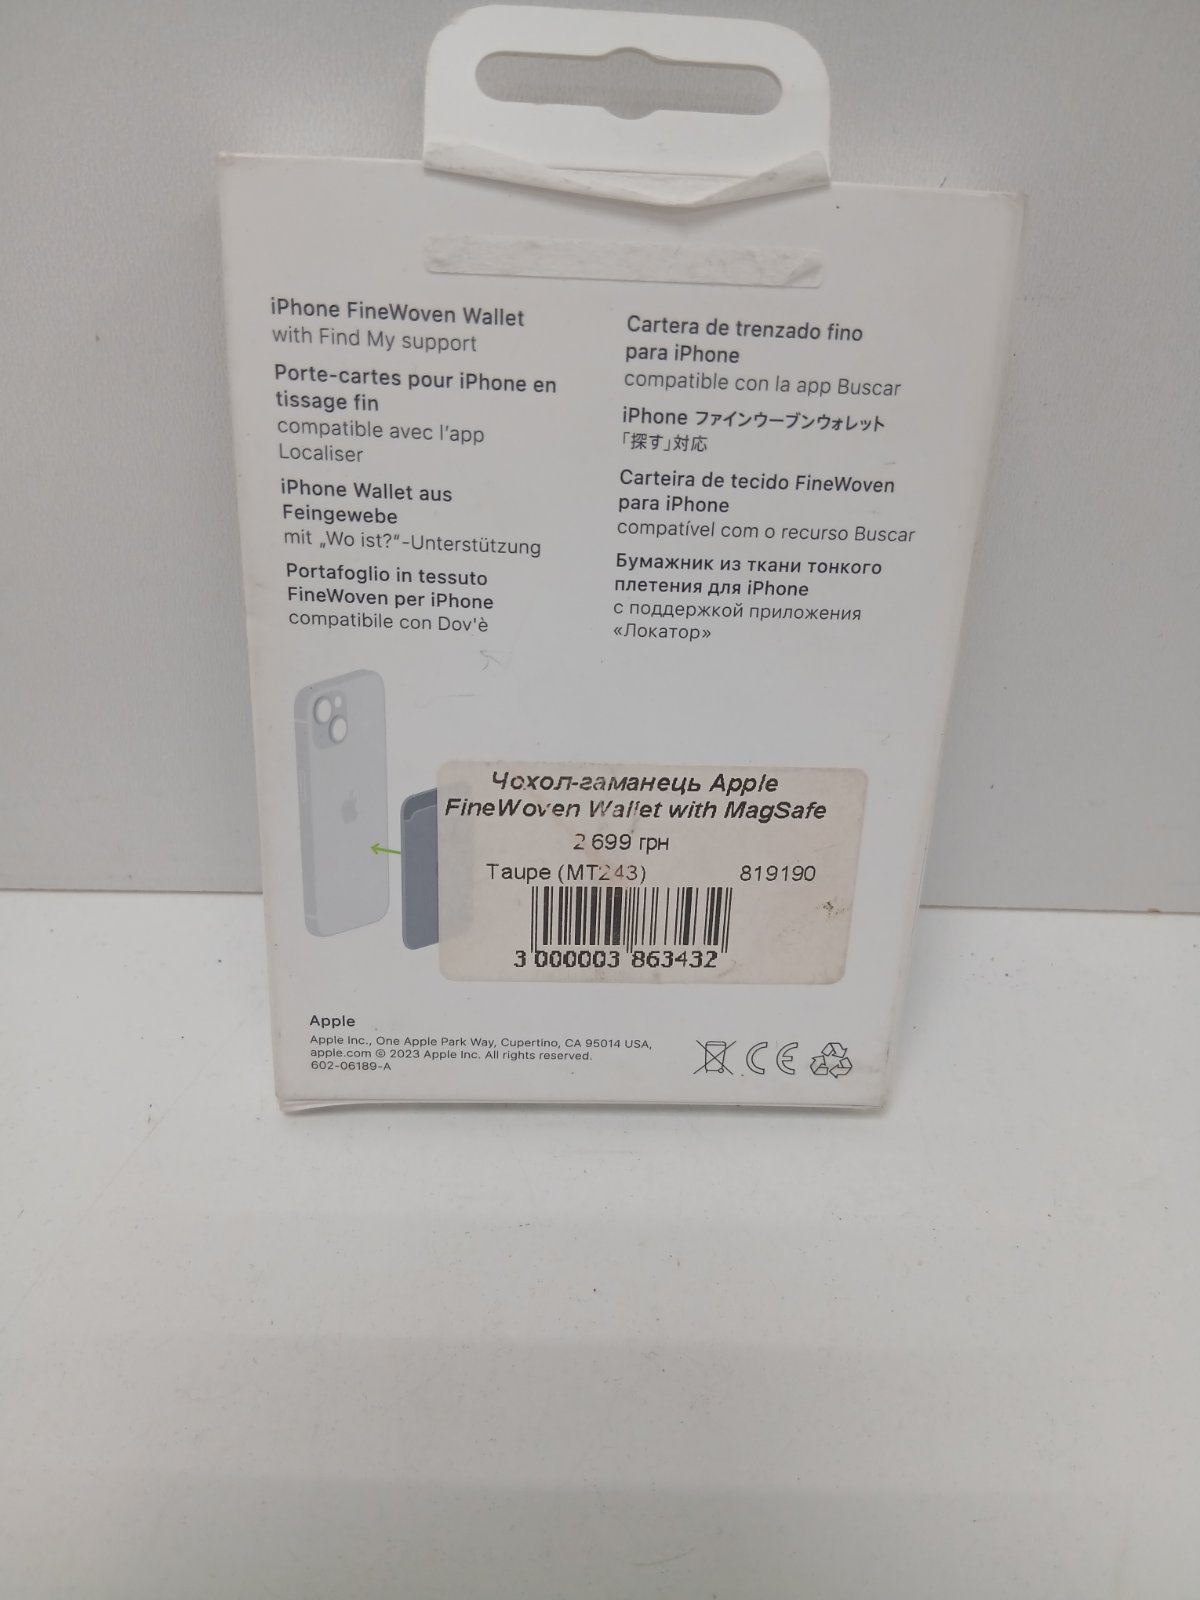 iPhone FineWoven Wallet
with Find My support
Porte-cartes pour iPhone en
tissage fin
compatible avec l'app
Localiser
iPhone Wallet aus
Feingewebe
mit „Wo ist?“-Unterstützung
Portafoglio in tessuto
FineWoven per iPhone
compatibile con Dov'è
Cartera de trenzado fino
para iPhone
compatible con la app Buscar
iPhone ファインウーブンウォレット
「探す」対応
Carteira de tecido FineWoven
para iPhone
compatível com o recurso Buscar
Бумажник из ткани тонкого
плетения для iPhone
с поддержкой приложения
«Локатор»
Чохол-гаманець Apple
FineWoven Wallet with MagSafe
2 699 грн
Taupe (MT243) 819190
3 000003 863432
Apple
Apple Inc., One Apple Park Way, Cupertino, CA 95014 USA,
apple.com © 2023 Apple Inc. All rights reserved.
602-06189-A
CE